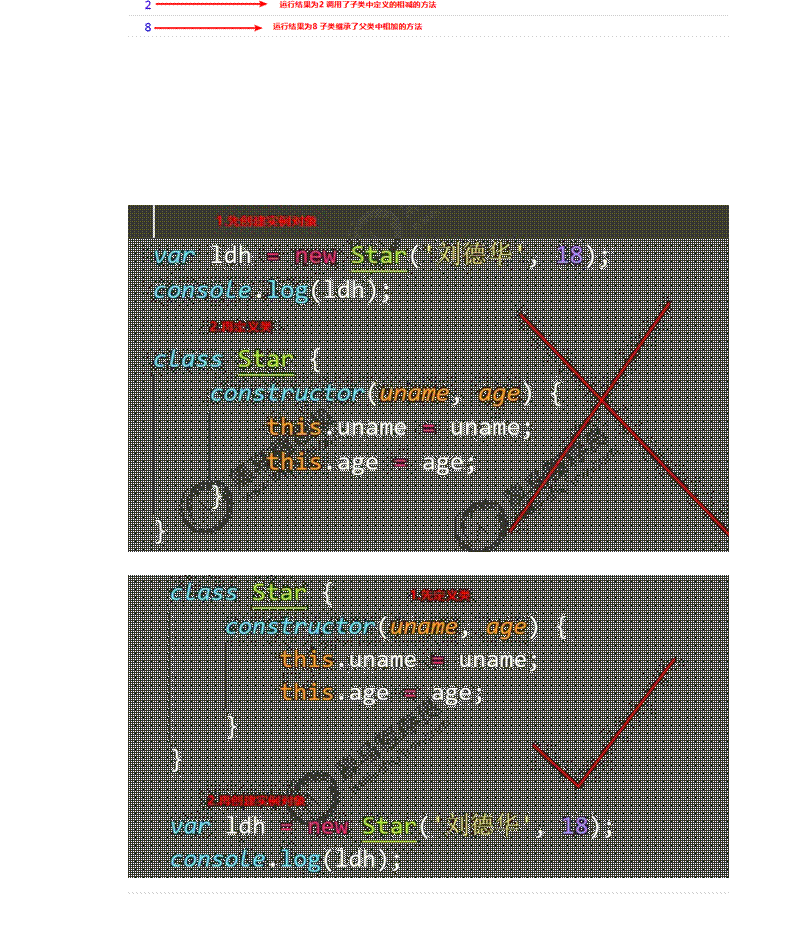 2 运行结果为2 调用了子类中定义的相减的方法
8 运行结果为8 子类继承了父类中相加的方法
1.先创建实例对象
var ldh = new Star('刘德华', 18);
console.log(ldh);
2.再定义类
class Star {
constructor(uname, age) {
this.uname = uname;
this.age = age;
}
}
class Star {
1.先定义类
constructor(uname, age) {
this.uname = uname;
this.age = age;
}
}
2.再创建实例对象
var ldh = new Star('刘德华', 18);
console.log(ldh);